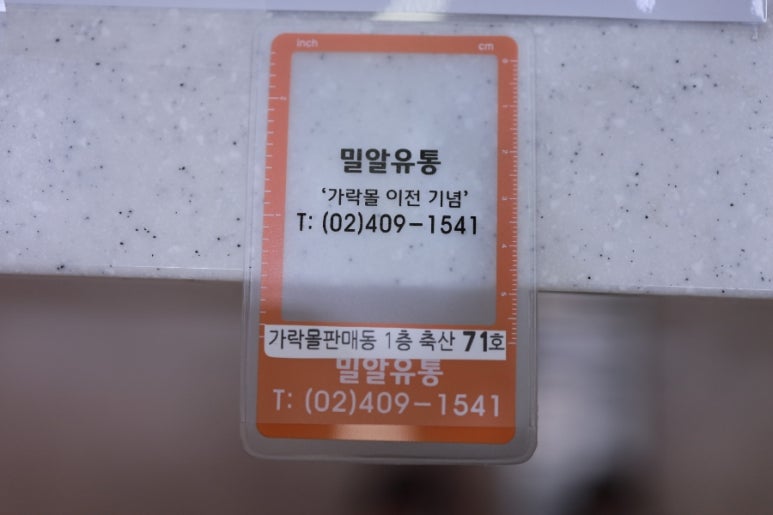 inch cm
0
밀알유통
'가락몰 이전 기념'
T: (02)409-1541
가락몰판매동 1층 축산 71호
밀알유통
T: (02)409-1541